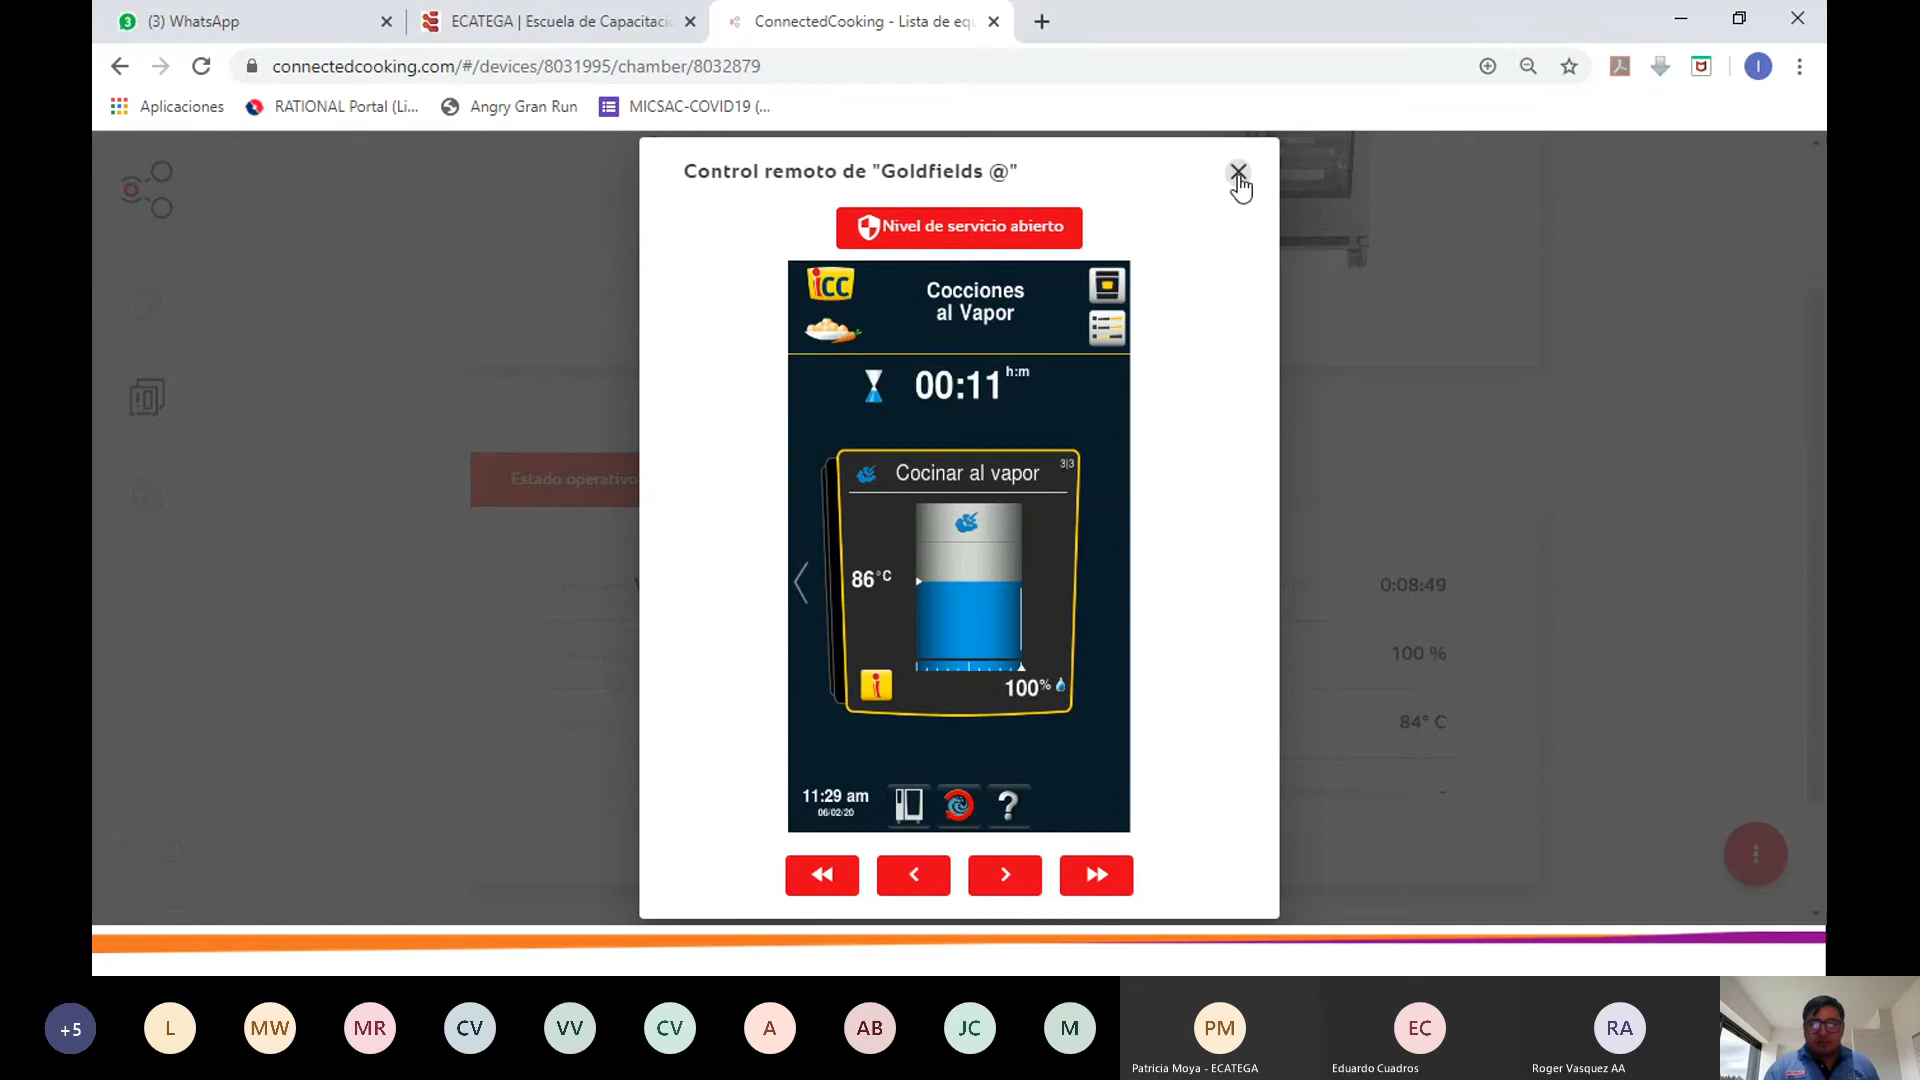 (3) WhatsApp
ECATEGA | Escuela de Capacitació
ConnectedCooking - Lista de eq
connectedcooking.com/#/devices/8031995/chamber/8032879
Aplicaciones
RATIONAL Portal (Li...
Angry Gran Run
MICSAC-COVID19 (...
Control remoto de "Goldfields @"
Nivel de servicio abierto
iCC
Cocciones
al Vapor
00:11 h:m
Cocinar al vapor
3|3
86°C
i
100%
11:29 am
06/02/20
?
Estado operativo
0:08:49
100 %
84° C
-
I
3
+5
L
MW
MR
CV
VV
CV
A
AB
JC
M
PM
Patricia Moya - ECATEGA
EC
Eduardo Cuadros
RA
Roger Vasquez AA